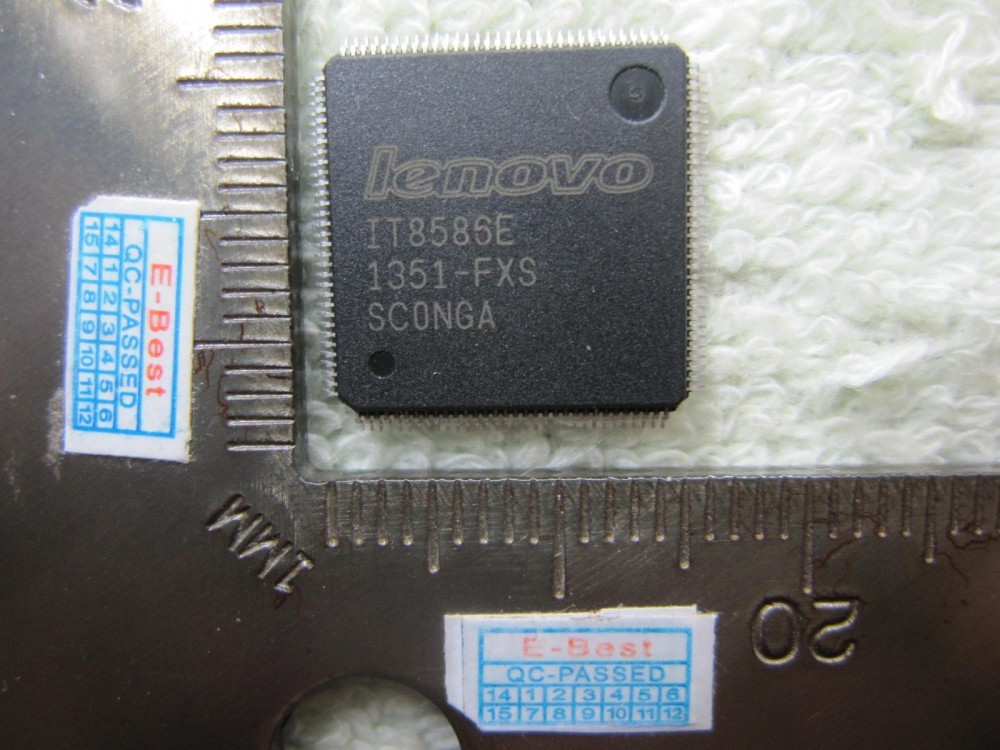 lenovo
IT8586E
1351-FXS
SC0NGA
E-Best
QC-PASSED
14 1 2 3 4 5 6
15 7 8 9 10 11 12
1MM
20
E-Best
QC-PASSED
14 1 2 3 4 5 6
15 7 8 9 10 11 12